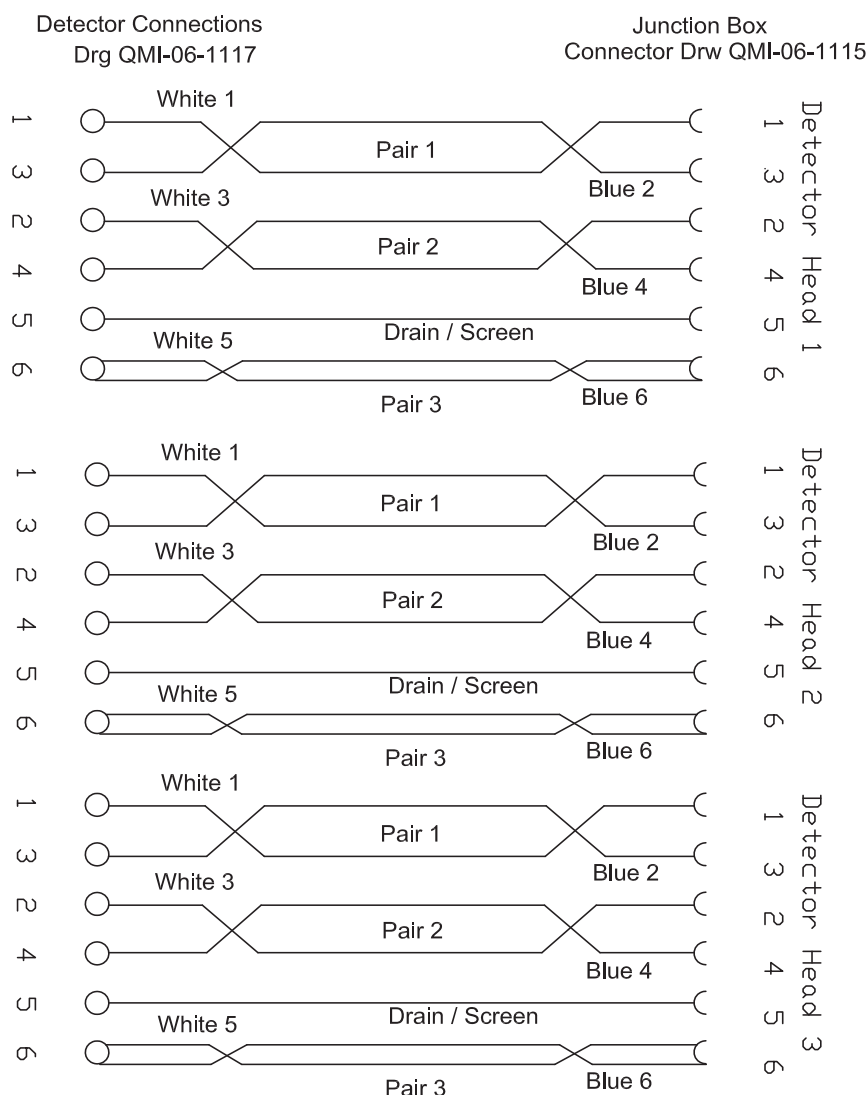 Detector Connections
Drg QMI-06-1117
Junction Box
Connector Drw QMI-06-1115
Detector Head 1
White 1
1 1
Pair 1
3 3
Blue 2
White 3
2 2
Pair 2
4 4
Blue 4
5 5
Drain / Screen
White 5
6 6
Pair 3
Blue 6
Detector Head 2
White 1
1 1
Pair 1
3 3
Blue 2
White 3
2 2
Pair 2
4 4
Blue 4
5 5
Drain / Screen
White 5
6 6
Pair 3
Blue 6
Detector Head 3
White 1
1 1
Pair 1
3 3
Blue 2
White 3
2 2
Pair 2
4 4
Blue 4
5 5
Drain / Screen
White 5
6 6
Pair 3
Blue 6